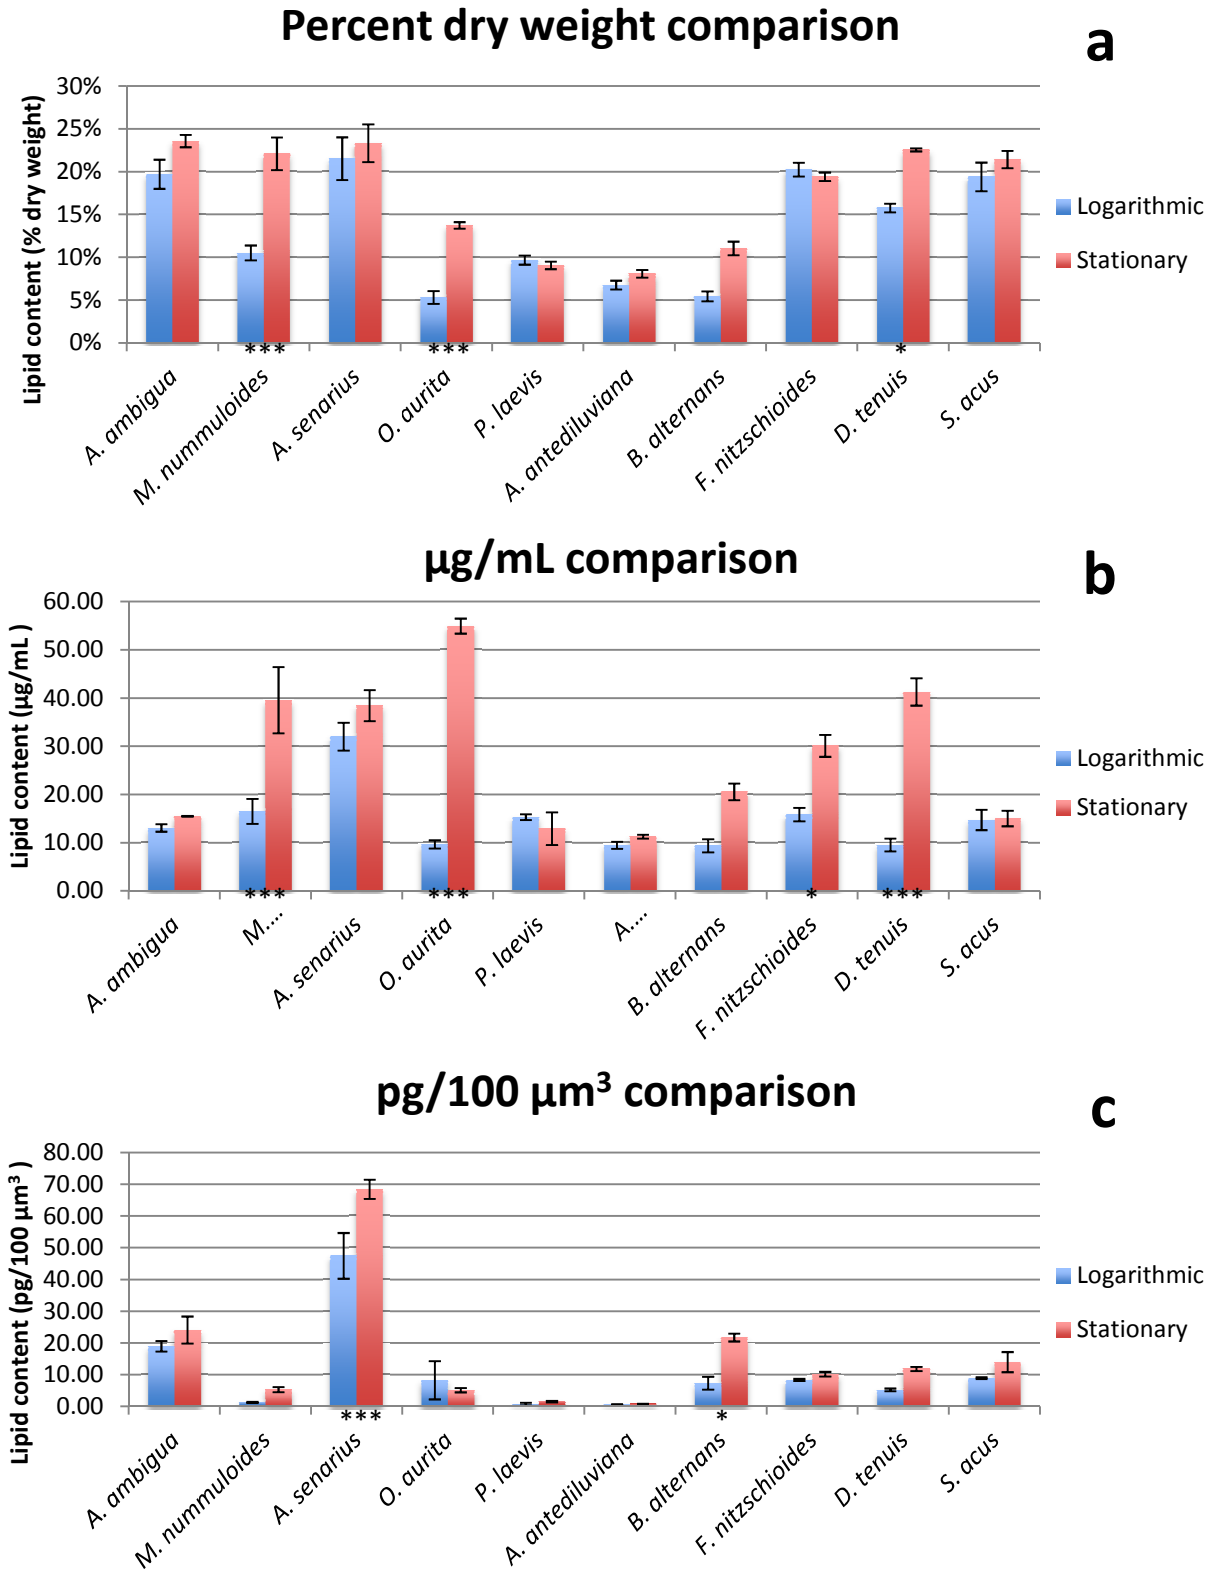 Percent dry weight comparison
a
Lipid content (% dry weight)
30%
25%
20%
15%
10%
5%
0%
*** *** *
A. ambigua
M. nummuloides
A. senarius
O. aurita
P. laevis
A. antediluviana
B. alternans
F. nitzschioides
D. tenuis
S. acus
Logarithmic
Stationary
µg/mL comparison
b
Lipid content (µg/mL)
60.00
50.00
40.00
30.00
20.00
10.00
0.00
*** *** * ***
A. ambigua
M....
A. senarius
O. aurita
P. laevis
A....
B. alternans
F. nitzschioides
D. tenuis
S. acus
Logarithmic
Stationary
pg/100 µm³ comparison
c
Lipid content (pg/100 µm³ )
80.00
70.00
60.00
50.00
40.00
30.00
20.00
10.00
0.00
*** *
A. ambigua
M. nummuloides
A. senarius
O. aurita
P. laevis
A. antediluviana
B. alternans
F. nitzschioides
D. tenuis
S. acus
Logarithmic
Stationary